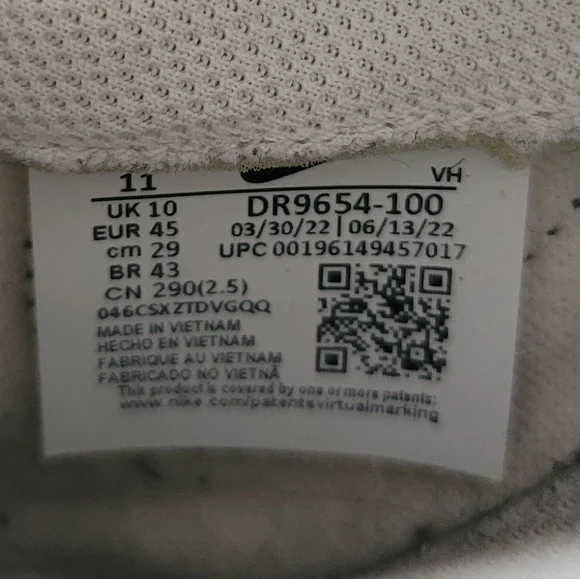 11
VH
UK 10
DR9654-100
EUR 45
03/30/22 | 06/13/22
cm 29
UPC 00196149457017
BR 43
CN 290(2.5)
046CSXZTDVGQQ
MADE IN VIETNAM
HECHO EN VIETNAM
FABRIQUE AU VIETNAM
FABRICADO NO VIETNÃ
This product is covered by one or more patents:
www.nike.com/patentsvirtualmarking